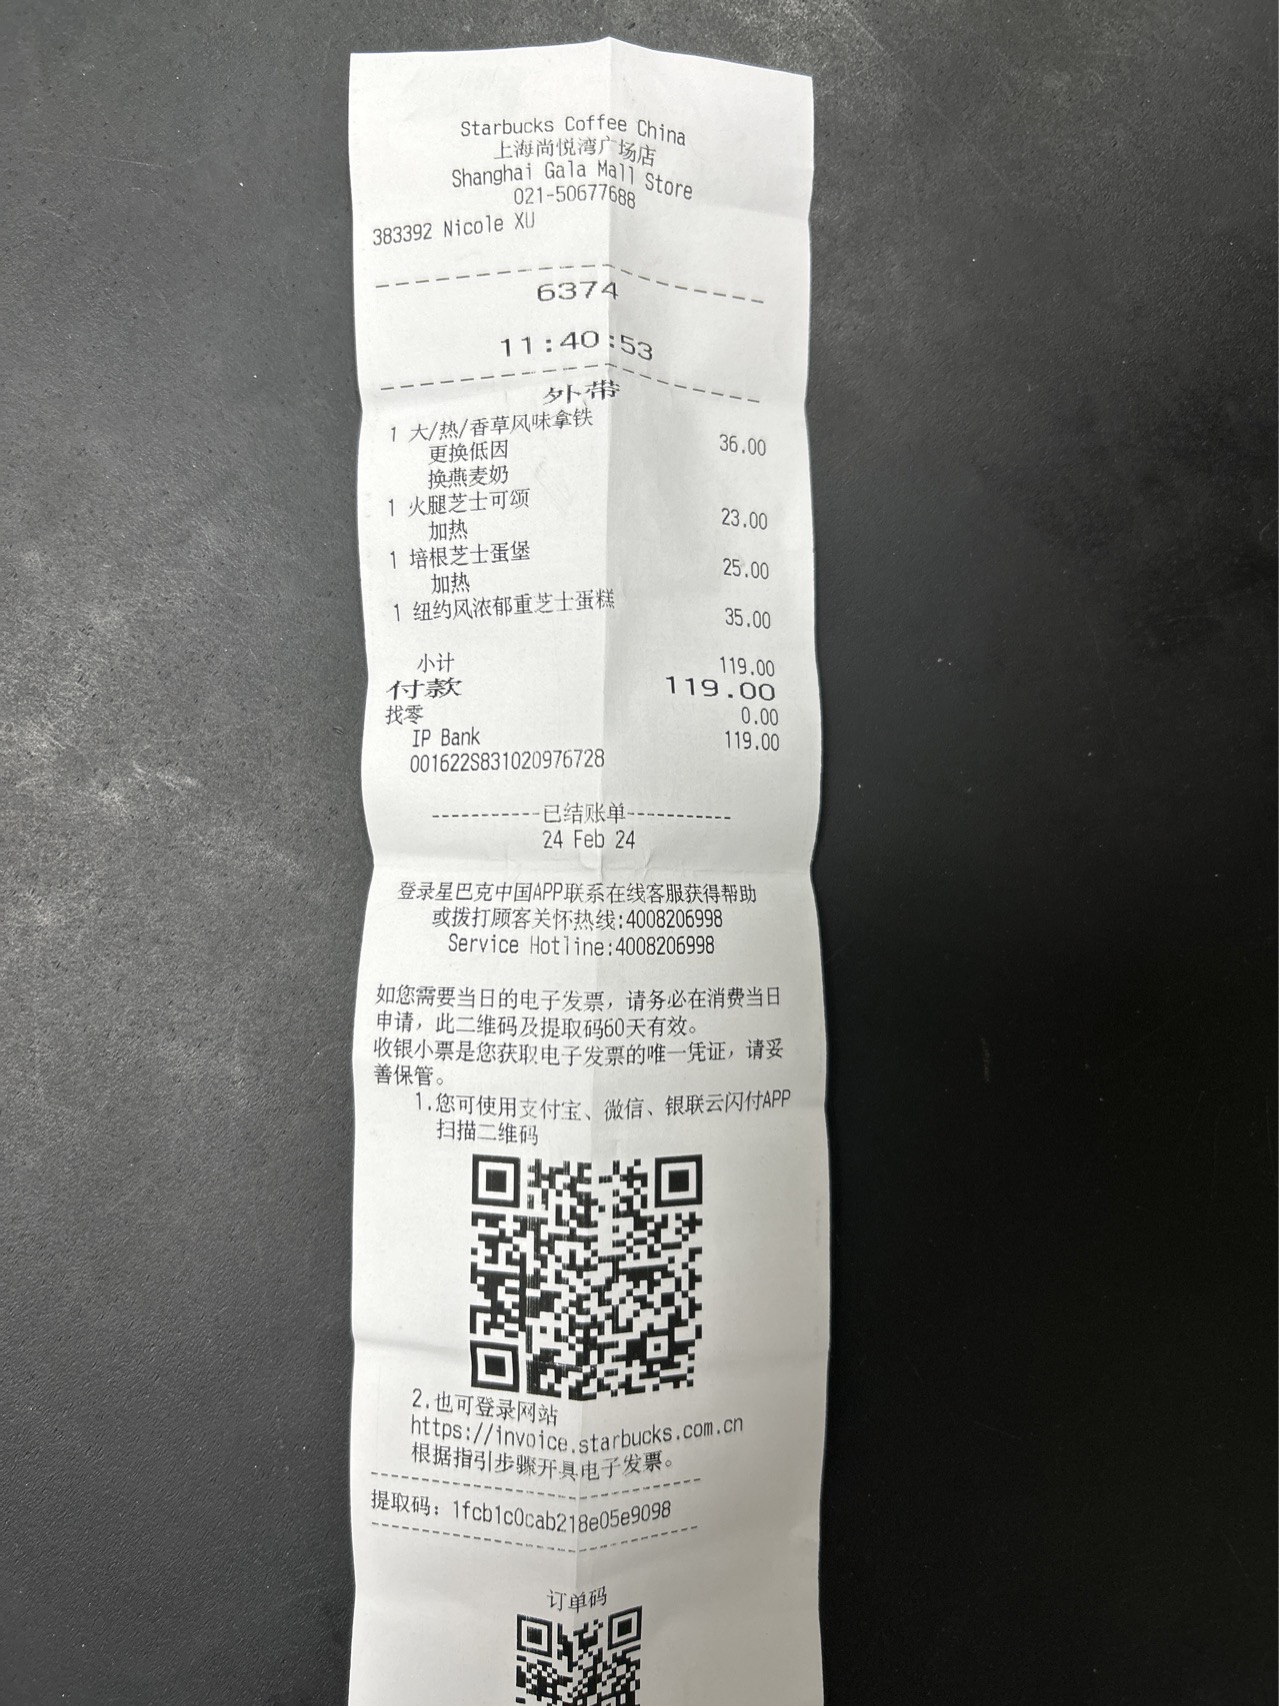 Starbucks Coffee China
上海尚悦湾广场店
Shanghai Gala Mall Store
021-50677688
383392 Nicole XU
6374
11:40:53
外带
1 大/热/香草风味拿铁 36.00
更换低因
换燕麦奶
1 火腿芝士可颂 23.00
加热
1 培根芝士蛋堡 25.00
加热
1 纽约风浓郁重芝士蛋糕 35.00
小计 119.00
付款 119.00
找零 0.00
IP Bank 119.00
001622S831020976728
-----------已结账单-----------
24 Feb 24
登录星巴克中国APP联系在线客服获得帮助
或拨打顾客关怀热线:4008206998
Service Hotline:4008206998
如您需要当日的电子发票，请务必在消费当日
申请，此二维码及提取码60天有效。
收银小票是您获取电子发票的唯一凭证，请妥
善保管。
1.您可使用支付宝、微信、银联云闪付APP
扫描二维码
2.也可登录网站
https://invoice.starbucks.com.cn
根据指引步骤开具电子发票。
提取码：1fcb1c0cab218e05e9098
订单码